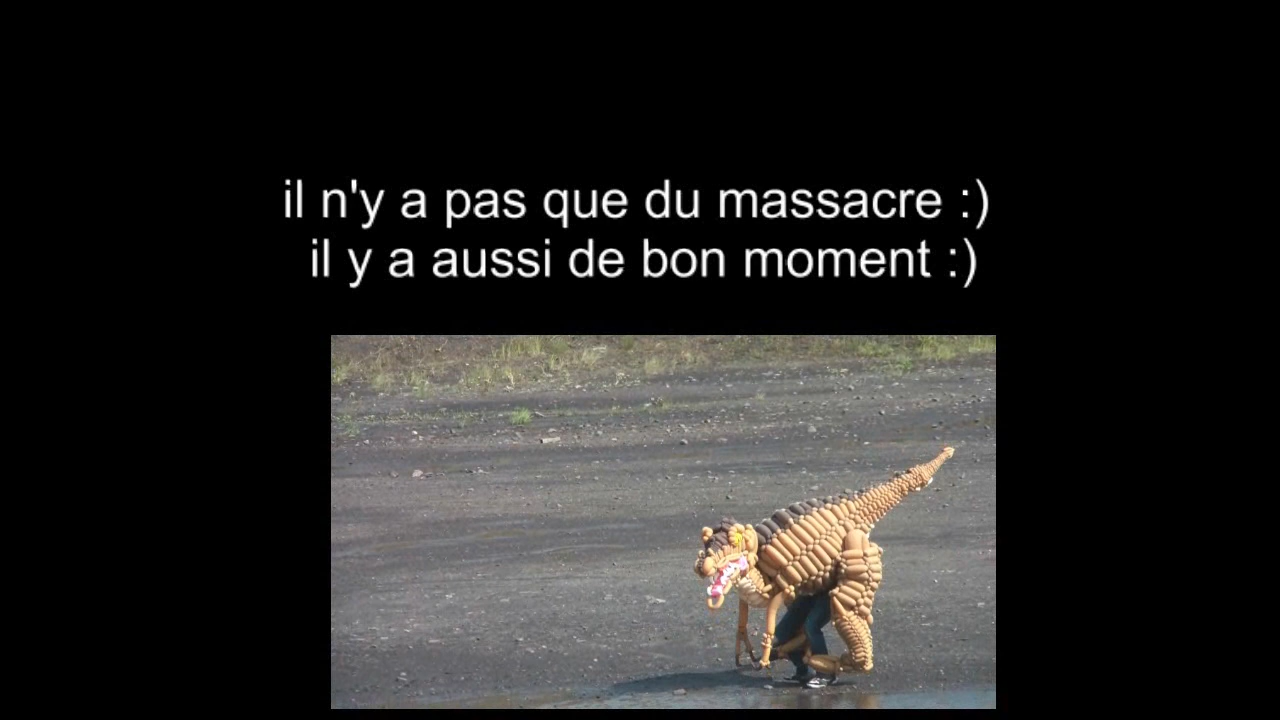 il n'y a pas que du massacre :)
il y a aussi de bon moment :)